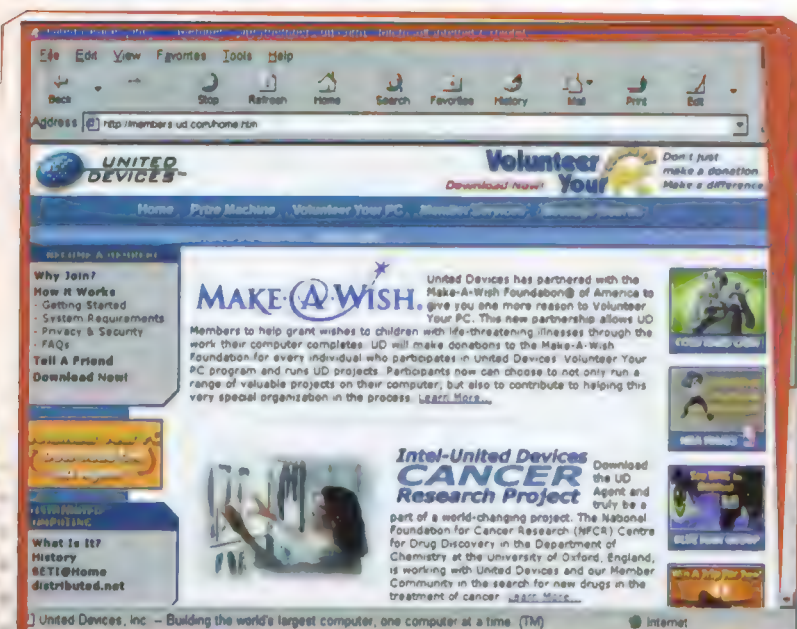 File Edit View Favorites Tools Help
Back Stop Refresh Home Search Favorites History Mail Print Edit
Address http://members.ud.com/home.htm
UNITED
DEVICES™
Volunteer
Download Now! Your
Don't just
make a donation
Make a difference
Home Prize Machine Volunteer Your PC Member Services
BECOME A MEMBER
Why Join?
How It Works
- Getting Started
- System Requirements
- Privacy & Security
- FAQs
Tell A Friend
Download Now!
COMPUTING
What Is It?
History
SETI@Home
distributed.net
MAKE·A·WISH.
United Devices has partnered with the
Make-A-Wish Foundation® of America to
give you one more reason to Volunteer
Your PC. This new partnership allows UD
Members to help grant wishes to children with life-threatening illnesses through the
work their computer completes. UD will make donations to the Make-A-Wish
Foundation for every individual who participates in United Devices' Volunteer Your
PC program and runs UD projects. Participants now can choose to not only run a
range of valuable projects on their computer, but also to contribute to helping this
very special organization in the process. Learn More...
Intel-United Devices
CANCER
Research Project
Download
the UD
Agent and
truly be a
part of a world-changing project. The National
Foundation for Cancer Research (NFCR) Centre
for Drug Discovery in the Department of
Chemistry at the University of Oxford, England,
is working with United Devices and our Member
Community in the search for new drugs in the
treatment of cancer. Learn More...
United Devices, Inc. -- Building the world's largest computer, one computer at a time. (TM) Internet